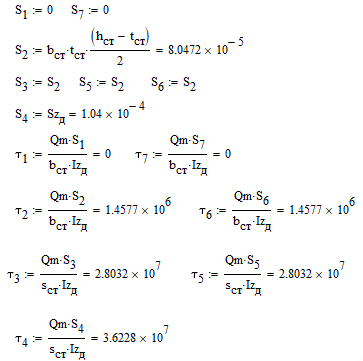 S₁ := 0 S₇ := 0
S₂ := b_ст·t_ст·(h_ст − t_ст)/2 = 8.0472 × 10⁻⁵
S₃ := S₂ S₅ := S₂ S₆ := S₂
S₄ := Sz_д = 1.04 × 10⁻⁴
τ₁ := Qm·S₁/(b_ст·Iz_д) = 0 τ₇ := Qm·S₇/(b_ст·Iz_д) = 0
τ₂ := Qm·S₂/(b_ст·Iz_д) = 1.4577 × 10⁶ τ₆ := Qm·S₆/(b_ст·Iz_д) = 1.4577 × 10⁶
τ₃ := Qm·S₃/(s_ст·Iz_д) = 2.8032 × 10⁷ τ₅ := Qm·S₅/(s_ст·Iz_д) = 2.8032 × 10⁷
τ₄ := Qm·S₄/(s_ст·Iz_д) = 3.6228 × 10⁷